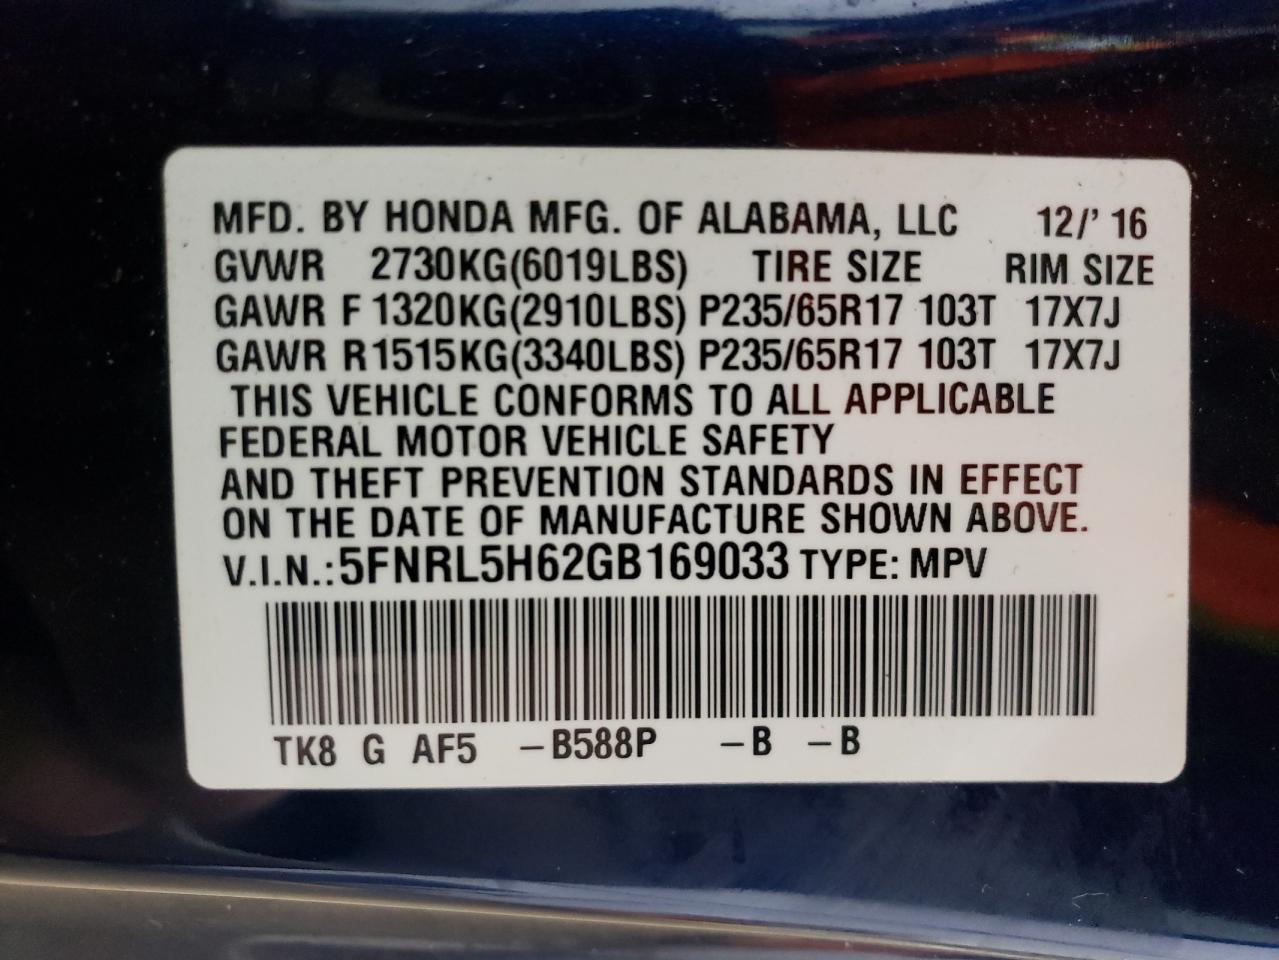 MFD. BY HONDA MFG. OF ALABAMA, LLC 12/' 16
GVWR 2730KG(6019LBS) TIRE SIZE RIM SIZE
GAWR F 1320KG(2910LBS) P235/65R17 103T 17X7J
GAWR R1515KG(3340LBS) P235/65R17 103T 17X7J
THIS VEHICLE CONFORMS TO ALL APPLICABLE
FEDERAL MOTOR VEHICLE SAFETY
AND THEFT PREVENTION STANDARDS IN EFFECT
ON THE DATE OF MANUFACTURE SHOWN ABOVE.
V.I.N.:5FNRL5H62GB169033 TYPE: MPV
TK8 G AF5 -B588P -B -B